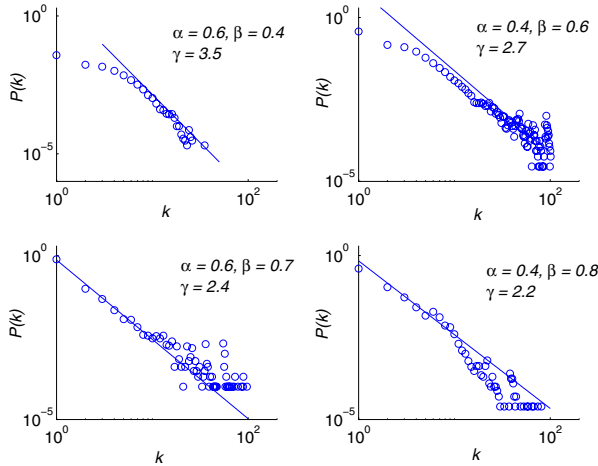 α = 0.6, β = 0.4
γ = 3.5
P(k)
10^0
10^-5
10^0
10^2
k
α = 0.4, β = 0.6
γ = 2.7
P(k)
10^0
10^-5
10^0
10^2
k
α = 0.6, β = 0.7
γ = 2.4
P(k)
10^0
10^-5
10^0
10^2
k
α = 0.4, β = 0.8
γ = 2.2
P(k)
10^0
10^-5
10^0
10^2
k